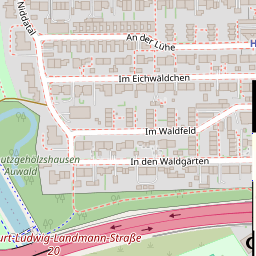 Niddatal
An der Lühe
H
Im Eichwäldchen
Im Waldfeld
In den Waldgärten
utzgeholzshausen
Auwald
urt-Ludwig-Landmann-Straße
20